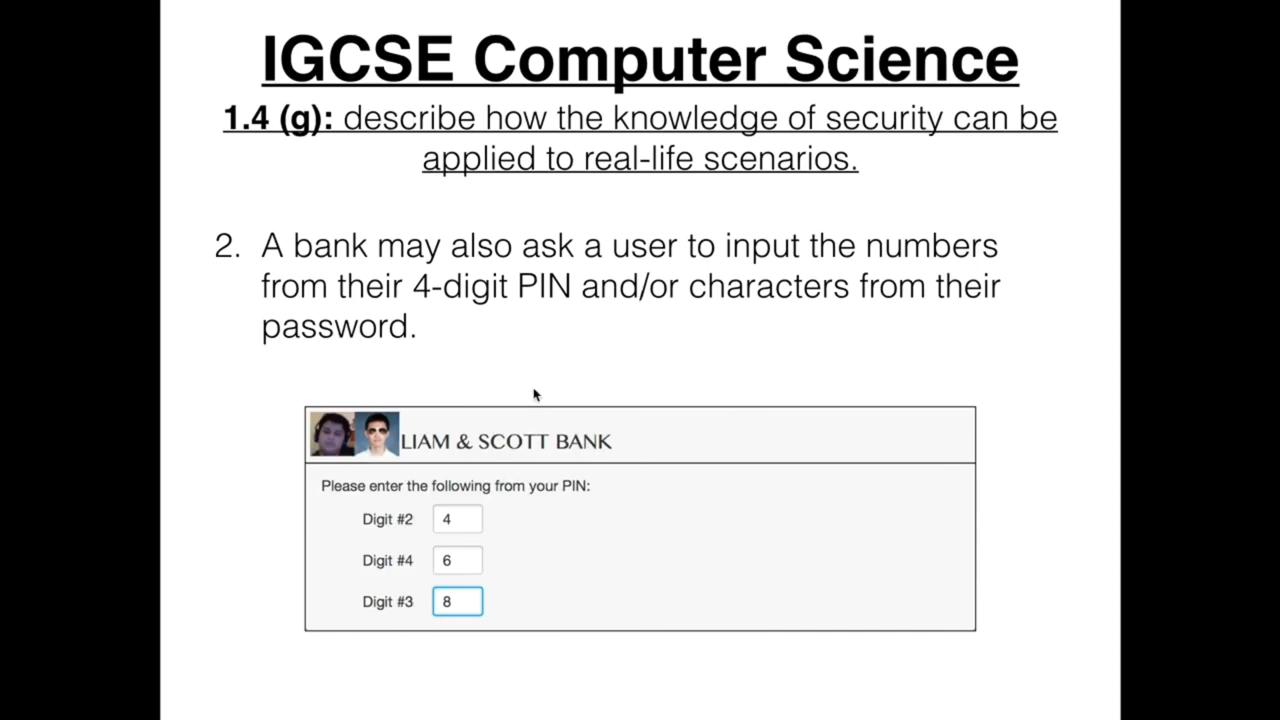 IGCSE Computer Science
1.4 (g): describe how the knowledge of security can be
applied to real-life scenarios.
2. A bank may also ask a user to input the numbers
from their 4-digit PIN and/or characters from their
password.
LIAM & SCOTT BANK
Please enter the following from your PIN:
Digit #2 4
Digit #4 6
Digit #3 8